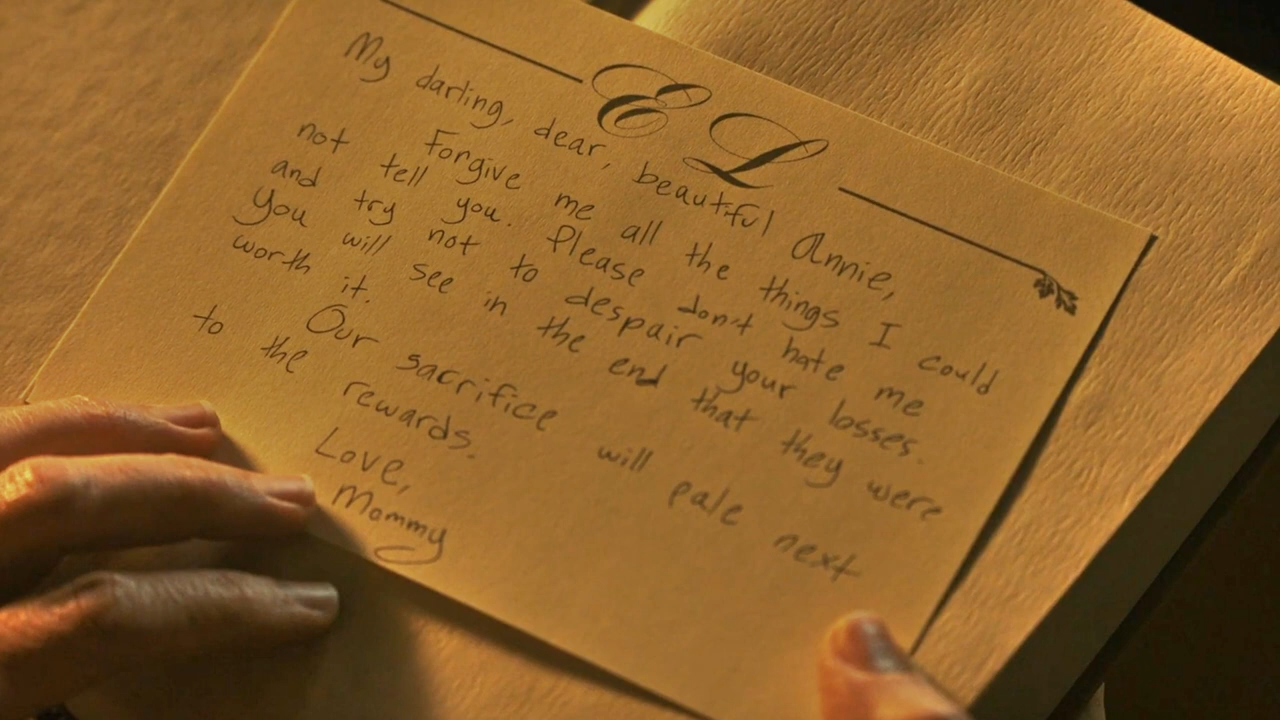 E L
My darling, dear, beautiful Annie,
Forgive me all the things I could
not tell you. Please don't hate me
and try not to despair your losses.
You will see in the end that they were
worth it.
Our sacrifice will pale next
to the rewards.
Love,
Mommy